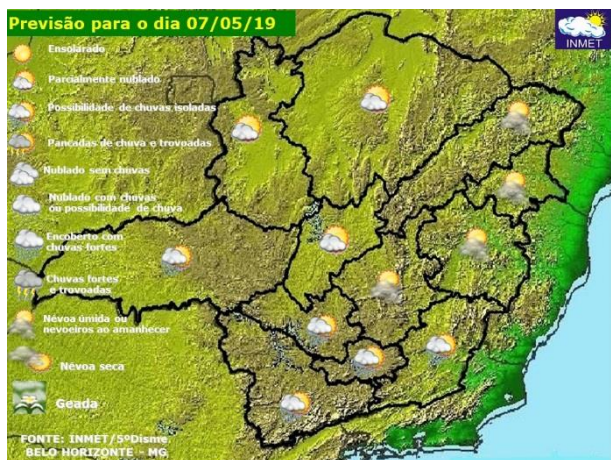 Previsão para o dia 07/05/19
INMET
Ensolarado
Parcialmente nublado
Possibilidade de chuvas isoladas
Pancadas de chuva e trovoadas
Nublado sem chuvas
Nublado com chuvas
ou possibilidade de chuva
Encoberto com
chuvas fortes
Chuvas fortes
e trovoadas
Névoa úmida ou
nevoeiros ao amanhecer
Névoa seca
Geada
FONTE: INMET/5ºDisme
BELO HORIZONTE - MG